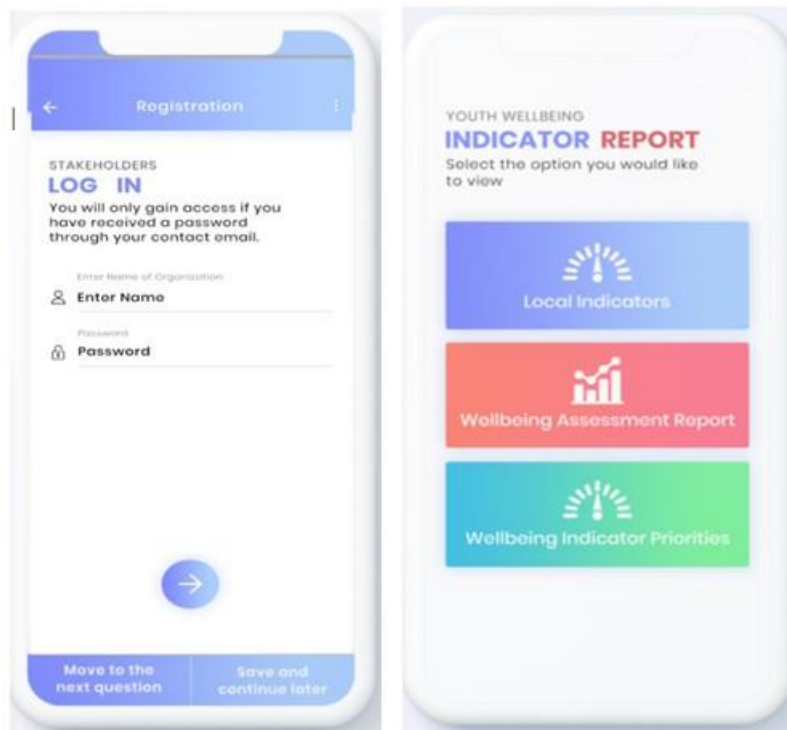 Registration
STAKEHOLDERS
LOG IN
You will only gain access if you
have received a password
through your contact email.
Enter Name of Organization
Enter Name
Password
Password
Move to the
next question
Save and
continue later
YOUTH WELLBEING
INDICATOR REPORT
Select the option you would like
to view
Local Indicators
Wellbeing Assessment Report
Wellbeing Indicator Priorities